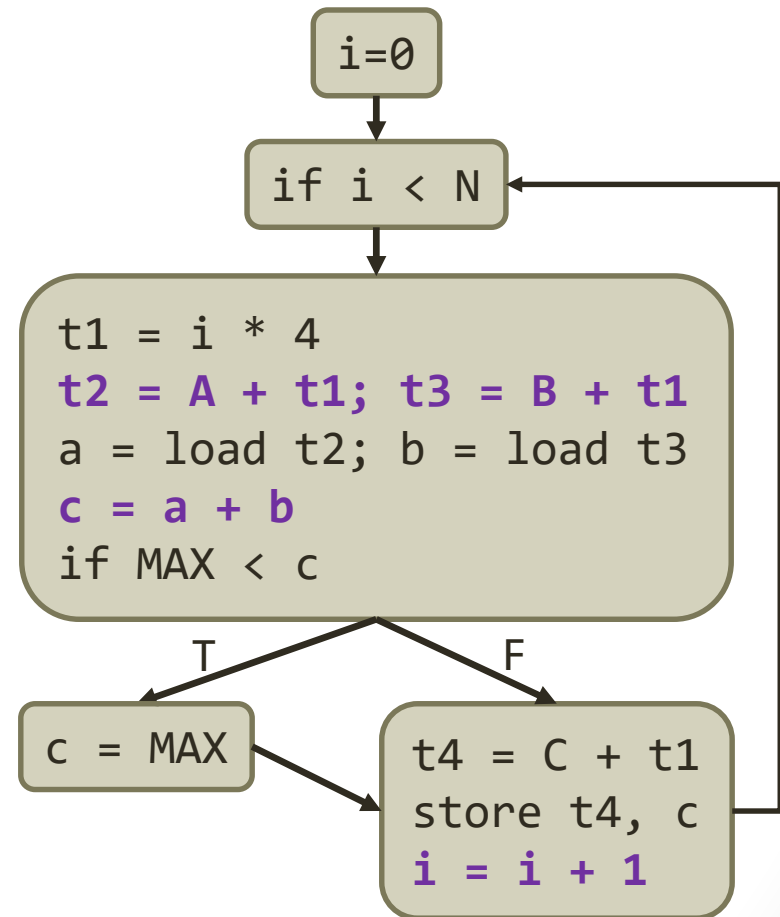 i=0
if i < N
t1 = i * 4
t2 = A + t1; t3 = B + t1
a = load t2; b = load t3
c = a + b
if MAX < c
T
F
c = MAX
t4 = C + t1
store t4, c
i = i + 1